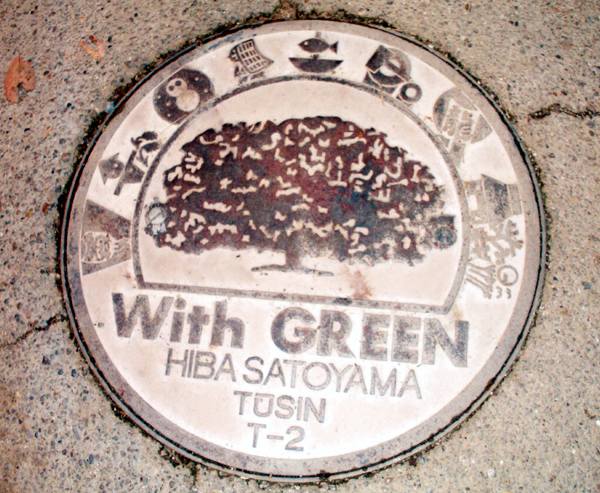 With GREEN
HIBA SATOYAMA
TŪSIN
T-2